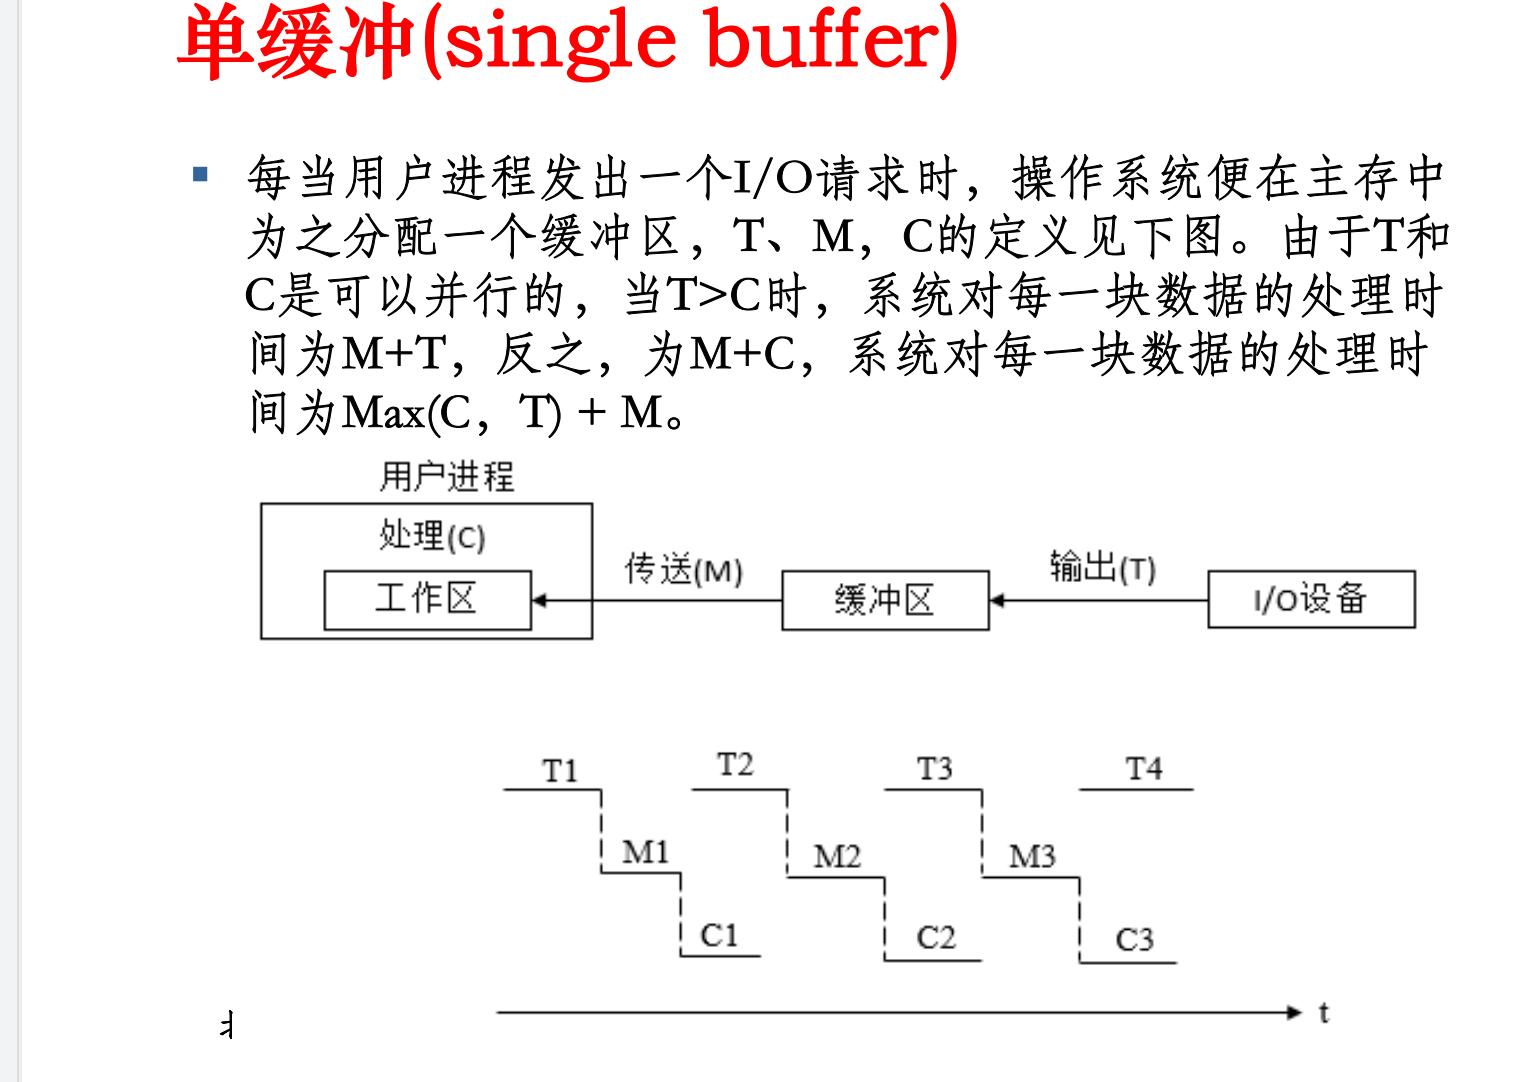 单缓冲(single buffer)
每当用户进程发出一个I/O请求时，操作系统便在主存中
为之分配一个缓冲区，T、M，C的定义见下图。由于T和
C是可以并行的，当T>C时，系统对每一块数据的处理时
间为M+T，反之，为M+C，系统对每一块数据的处理时
间为Max(C，T) + M。
用户进程
处理(C)
工作区
传送(M)
缓冲区
输出(T)
I/O设备
T1 T2 T3 T4
M1 M2 M3
C1 C2 C3
t